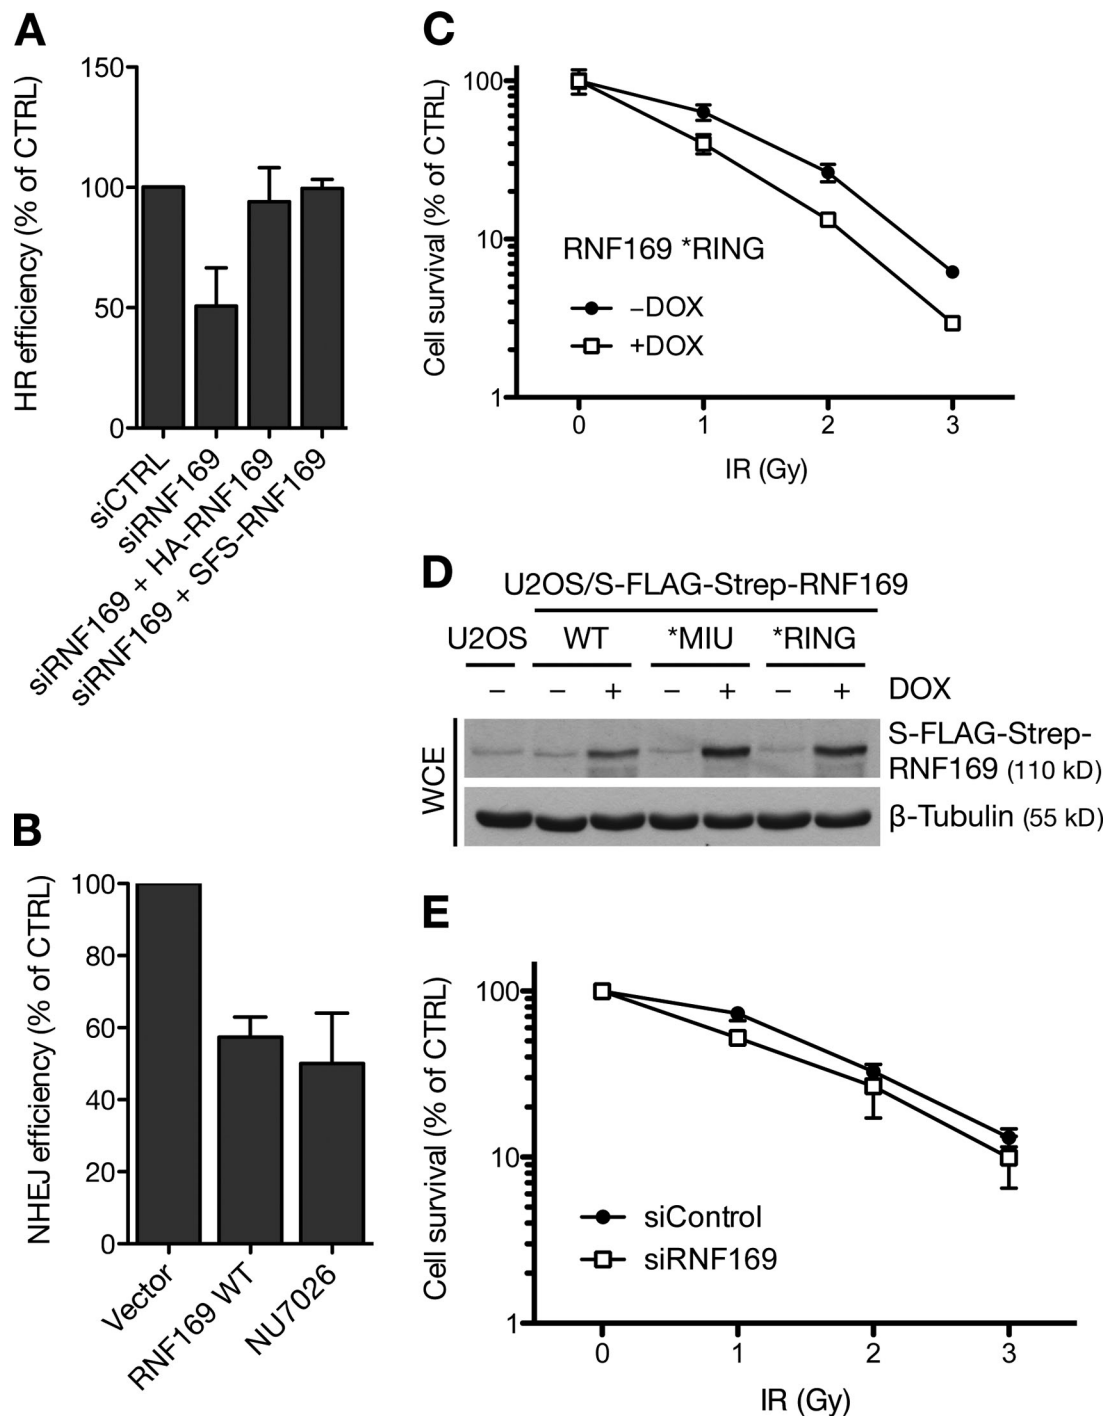 A
HR efficiency (% of CTRL)
150
100
50
0
siCTRL
siRNF169
siRNF169 + HA-RNF169
siRNF169 + SFS-RNF169
B
NHEJ efficiency (% of CTRL)
100
80
60
40
20
0
Vector
RNF169 WT
NU7026
C
Cell survival (% of CTRL)
100
10
1
RNF169 *RING
–DOX
+DOX
0 1 2 3
IR (Gy)
D
U2OS/S-FLAG-Strep-RNF169
U2OS WT *MIU *RING
– – + – + – + DOX
WCE
S-FLAG-Strep-
RNF169 (110 kD)
β-Tubulin (55 kD)
E
Cell survival (% of CTRL)
100
10
1
siControl
siRNF169
0 1 2 3
IR (Gy)